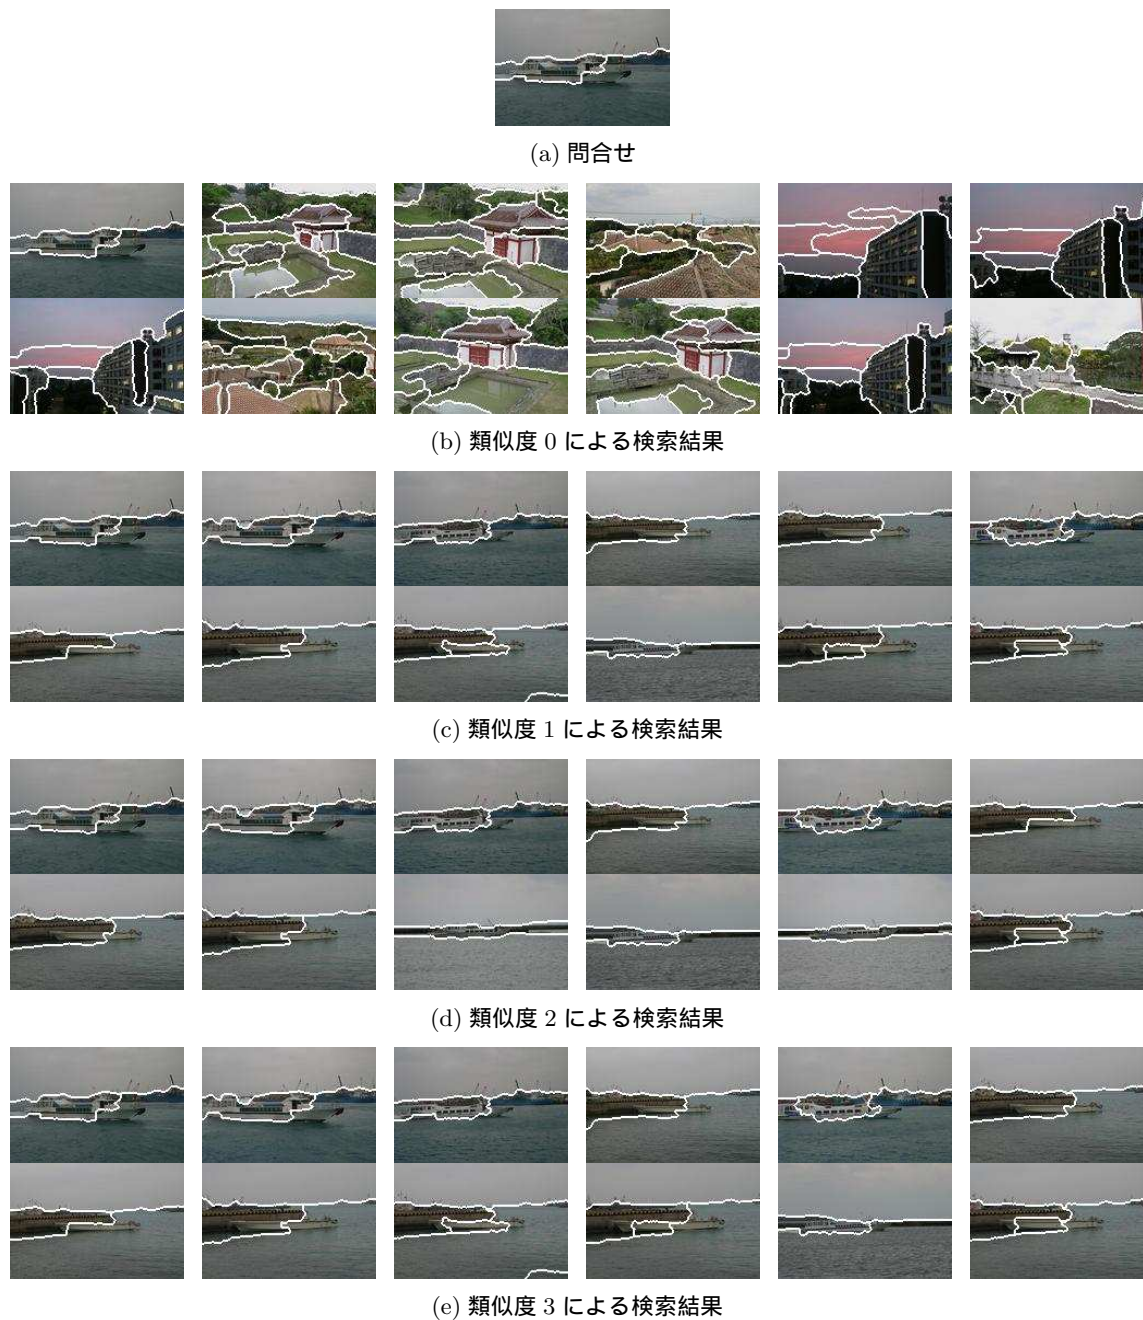 (a) 問合せ
(b) 類似度 0 による検索結果
(c) 類似度 1 による検索結果
(d) 類似度 2 による検索結果
(e) 類似度 3 による検索結果